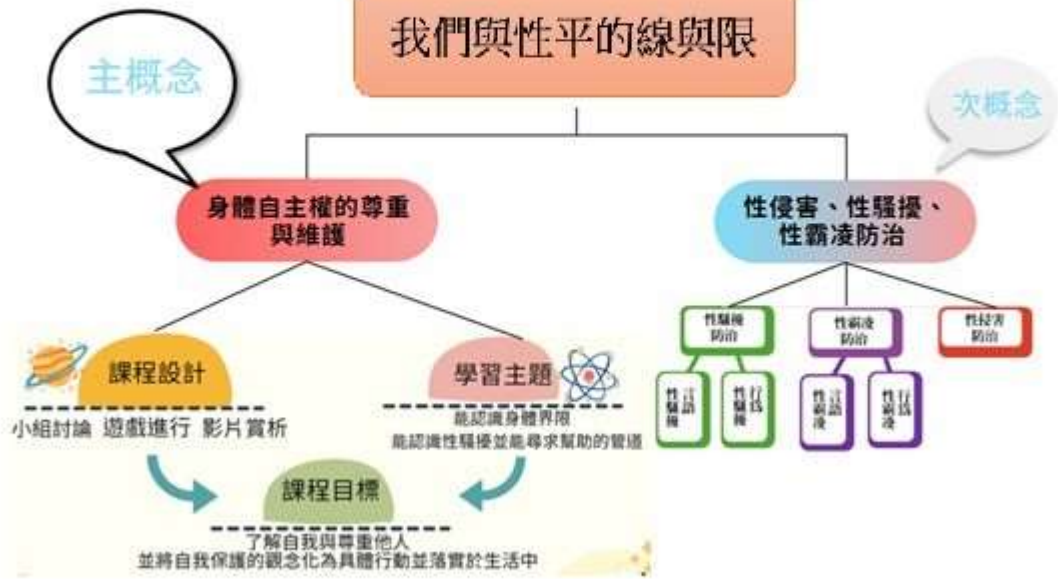 我們與性平的線與限
主概念
次概念
身體自主權的尊重
與維護
性侵害、性騷擾、
性霸凌防治
課程設計
小組討論 遊戲進行 影片賞析
學習主題
能認識身體界限
能認識性騷擾並能尋求幫助的管道
課程目標
了解自我與尊重他人
並將自我保護的觀念化為具體行動並落實於生活中
性騷擾
防治
言語
性騷擾
行為
性騷擾
性霸凌
防治
言語
性霸凌
行為
性霸凌
性侵害
防治